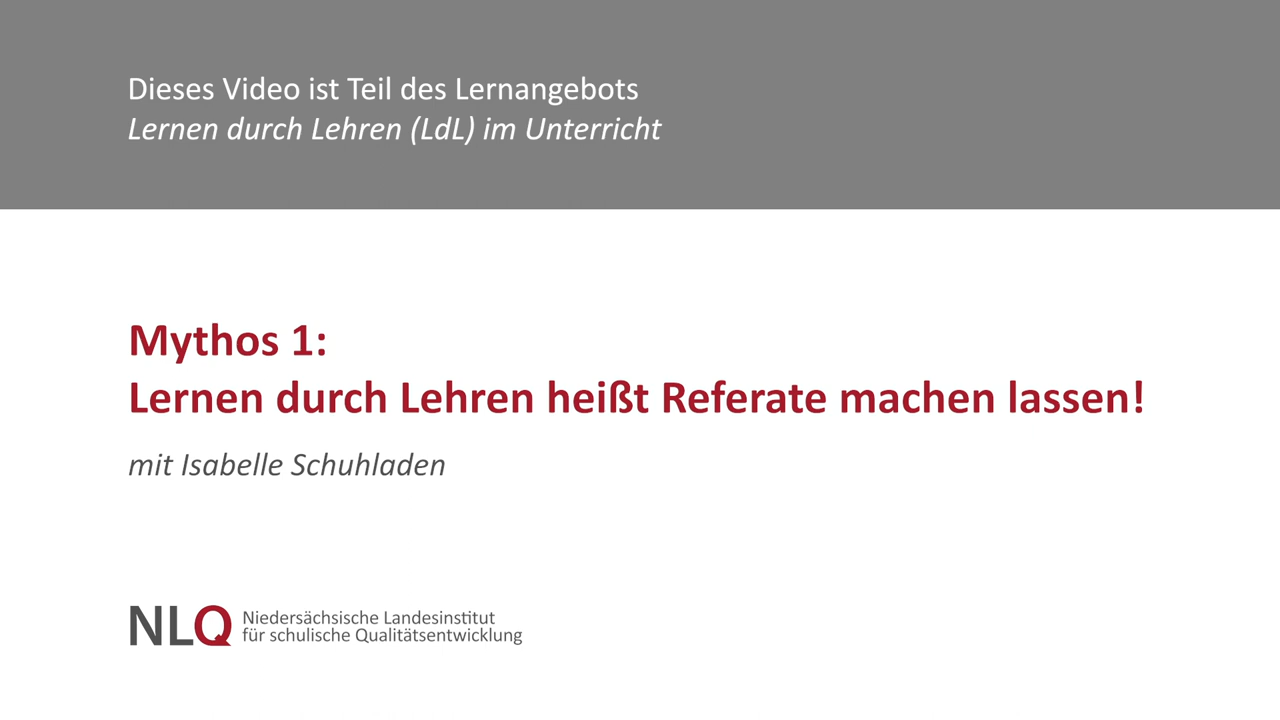 Dieses Video ist Teil des Lernangebots
Lernen durch Lehren (LdL) im Unterricht
Mythos 1:
Lernen durch Lehren heißt Referate machen lassen!
mit Isabelle Schuhladen
NLQ
Niedersächsische Landesinstitut
für schulische Qualitätsentwicklung